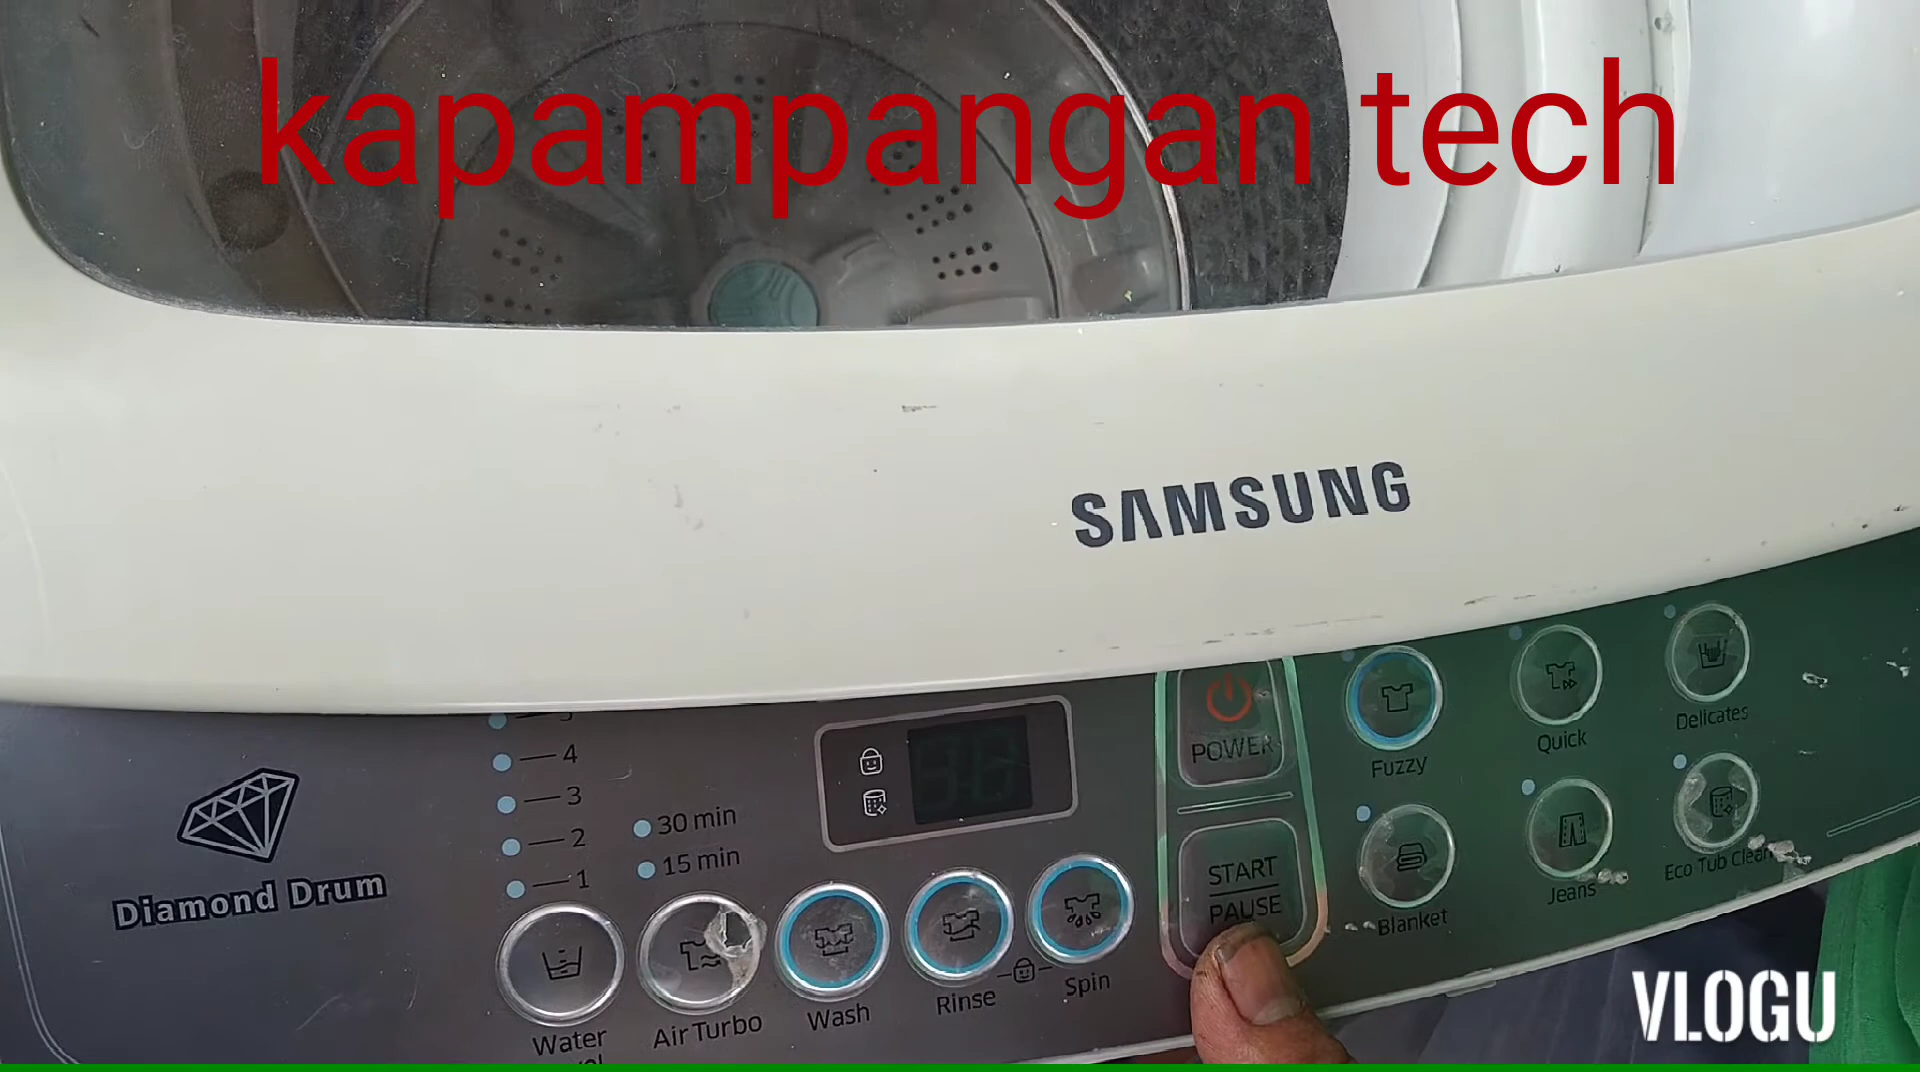 kapampangan tech
SAMSUNG
Diamond Drum
4
3
2
1
30 min
15 min
Water
Air Turbo
Wash
Rinse
Spin
POWER
START
PAUSE
Fuzzy
Quick
Delicates
Blanket
Jeans
Eco Tub Clean
VLOGU